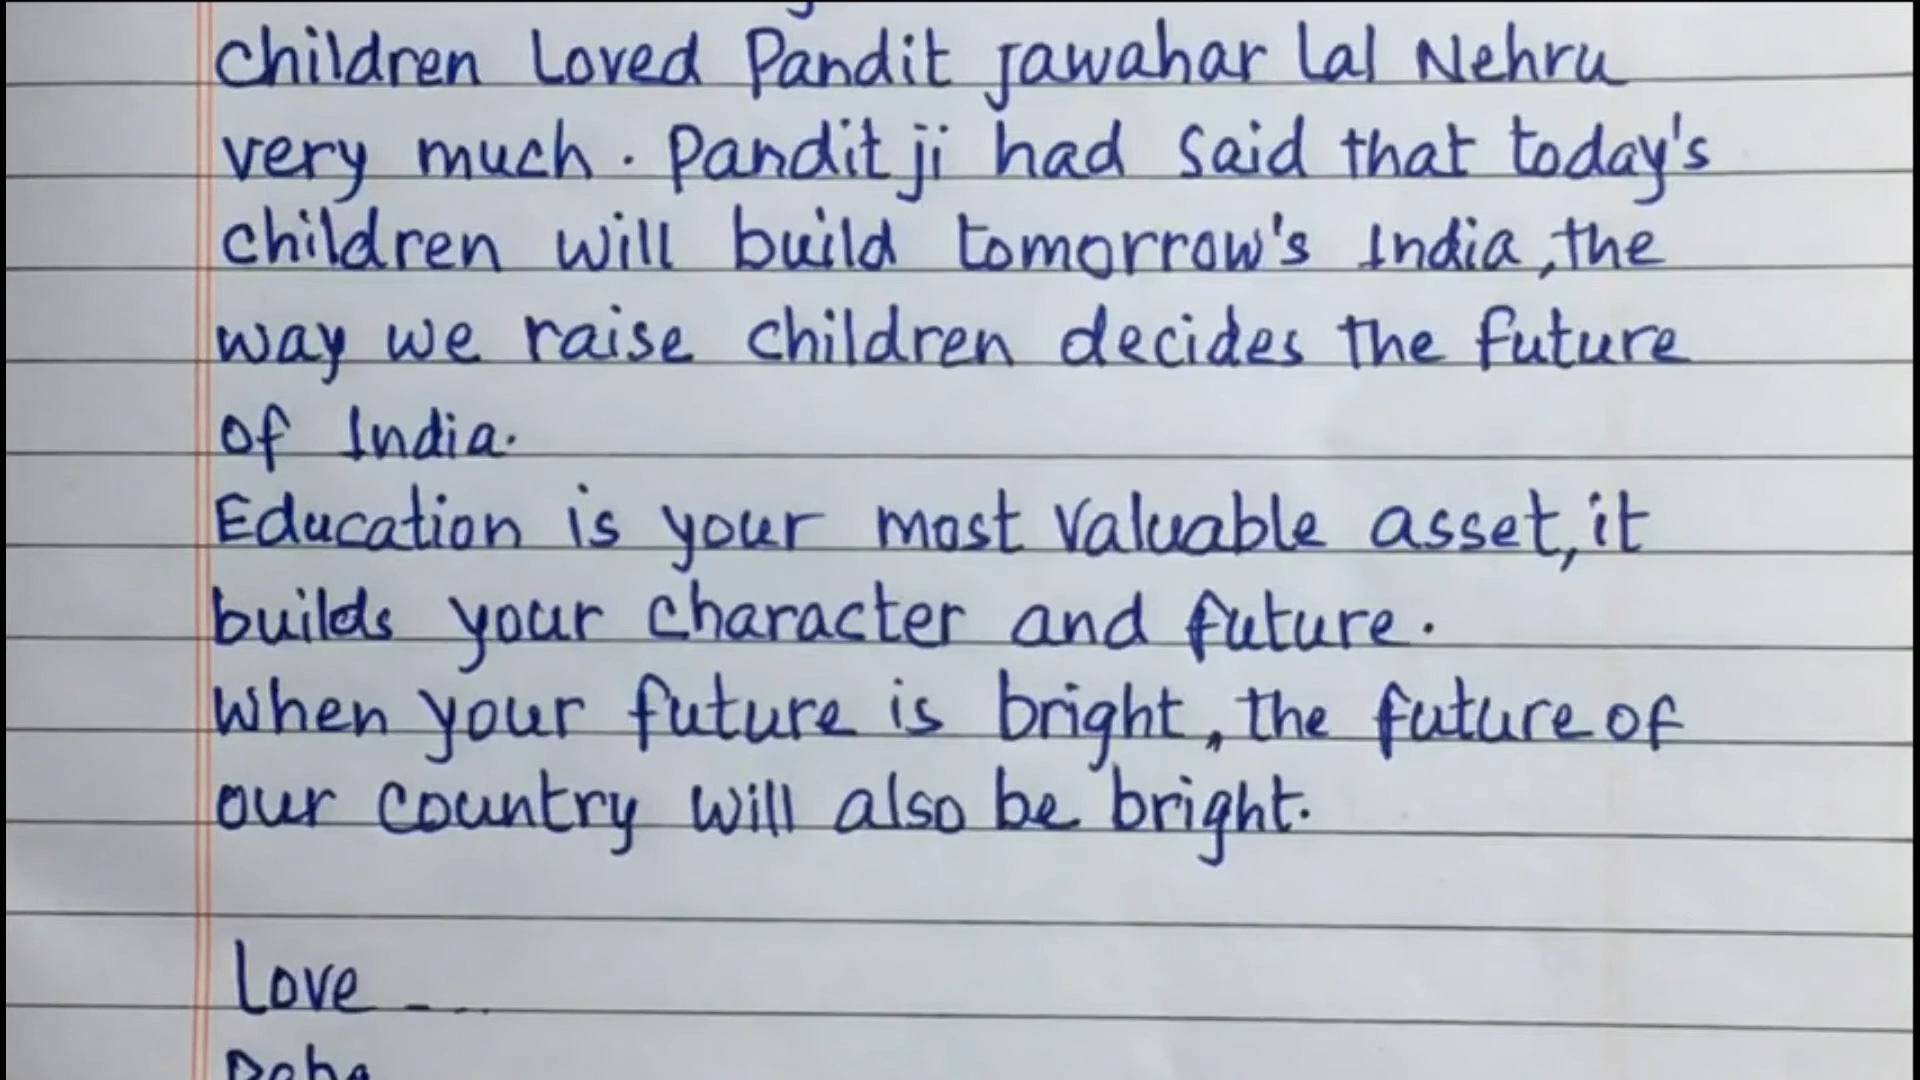 children Loved Pandit Jawahar Lal Nehru
very much. Pandit ji had said that today's
children will build tomorrow's India, the
way we raise children decides the future
of India.
Education is your most valuable asset, it
builds your character and future.
When your future is bright, the future of
our country will also be bright.
Love ....